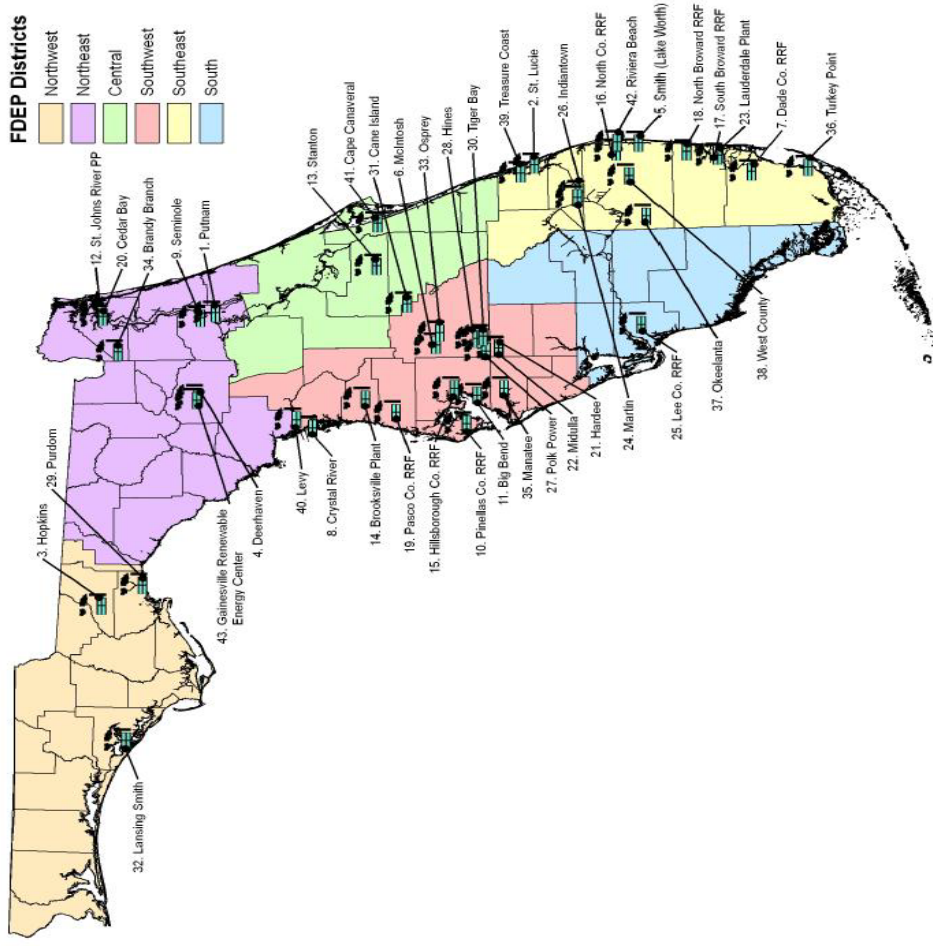 FDEP Districts
Northwest
Northeast
Central
Southwest
Southeast
South
12. St. Johns River PP
20. Cedar Bay
34. Brandy Branch
9. Seminole
1. Putnam
13. Stanton
41. Cape Canaveral
31. Cane Island
6. McIntosh
33. Osprey
28. Hines
30. Tiger Bay
39. Treasure Coast
2. St. Lucie
26. Indiantown
16. North Co. RRF
42. Riviera Beach
5. Smith (Lake Worth)
18. North Broward RRF
17. South Broward RRF
23. Lauderdale Plant
7. Dade Co. RRF
36. Turkey Point
3. Hopkins
29. Purdom
32. Lansing Smith
43. Gainesville Renewable
Energy Center
4. Deerhaven
40. Levy
8. Crystal River
14. Brooksville Plant
19. Pasco Co. RRF
15. Hillsborough Co. RRF
10. Pinellas Co. RRF
11. Big Bend
35. Manatee
27. Polk Power
22. Midulla
21. Hardee
24. Martin
25. Lee Co. RRF
37. Okeelanta
38. West County